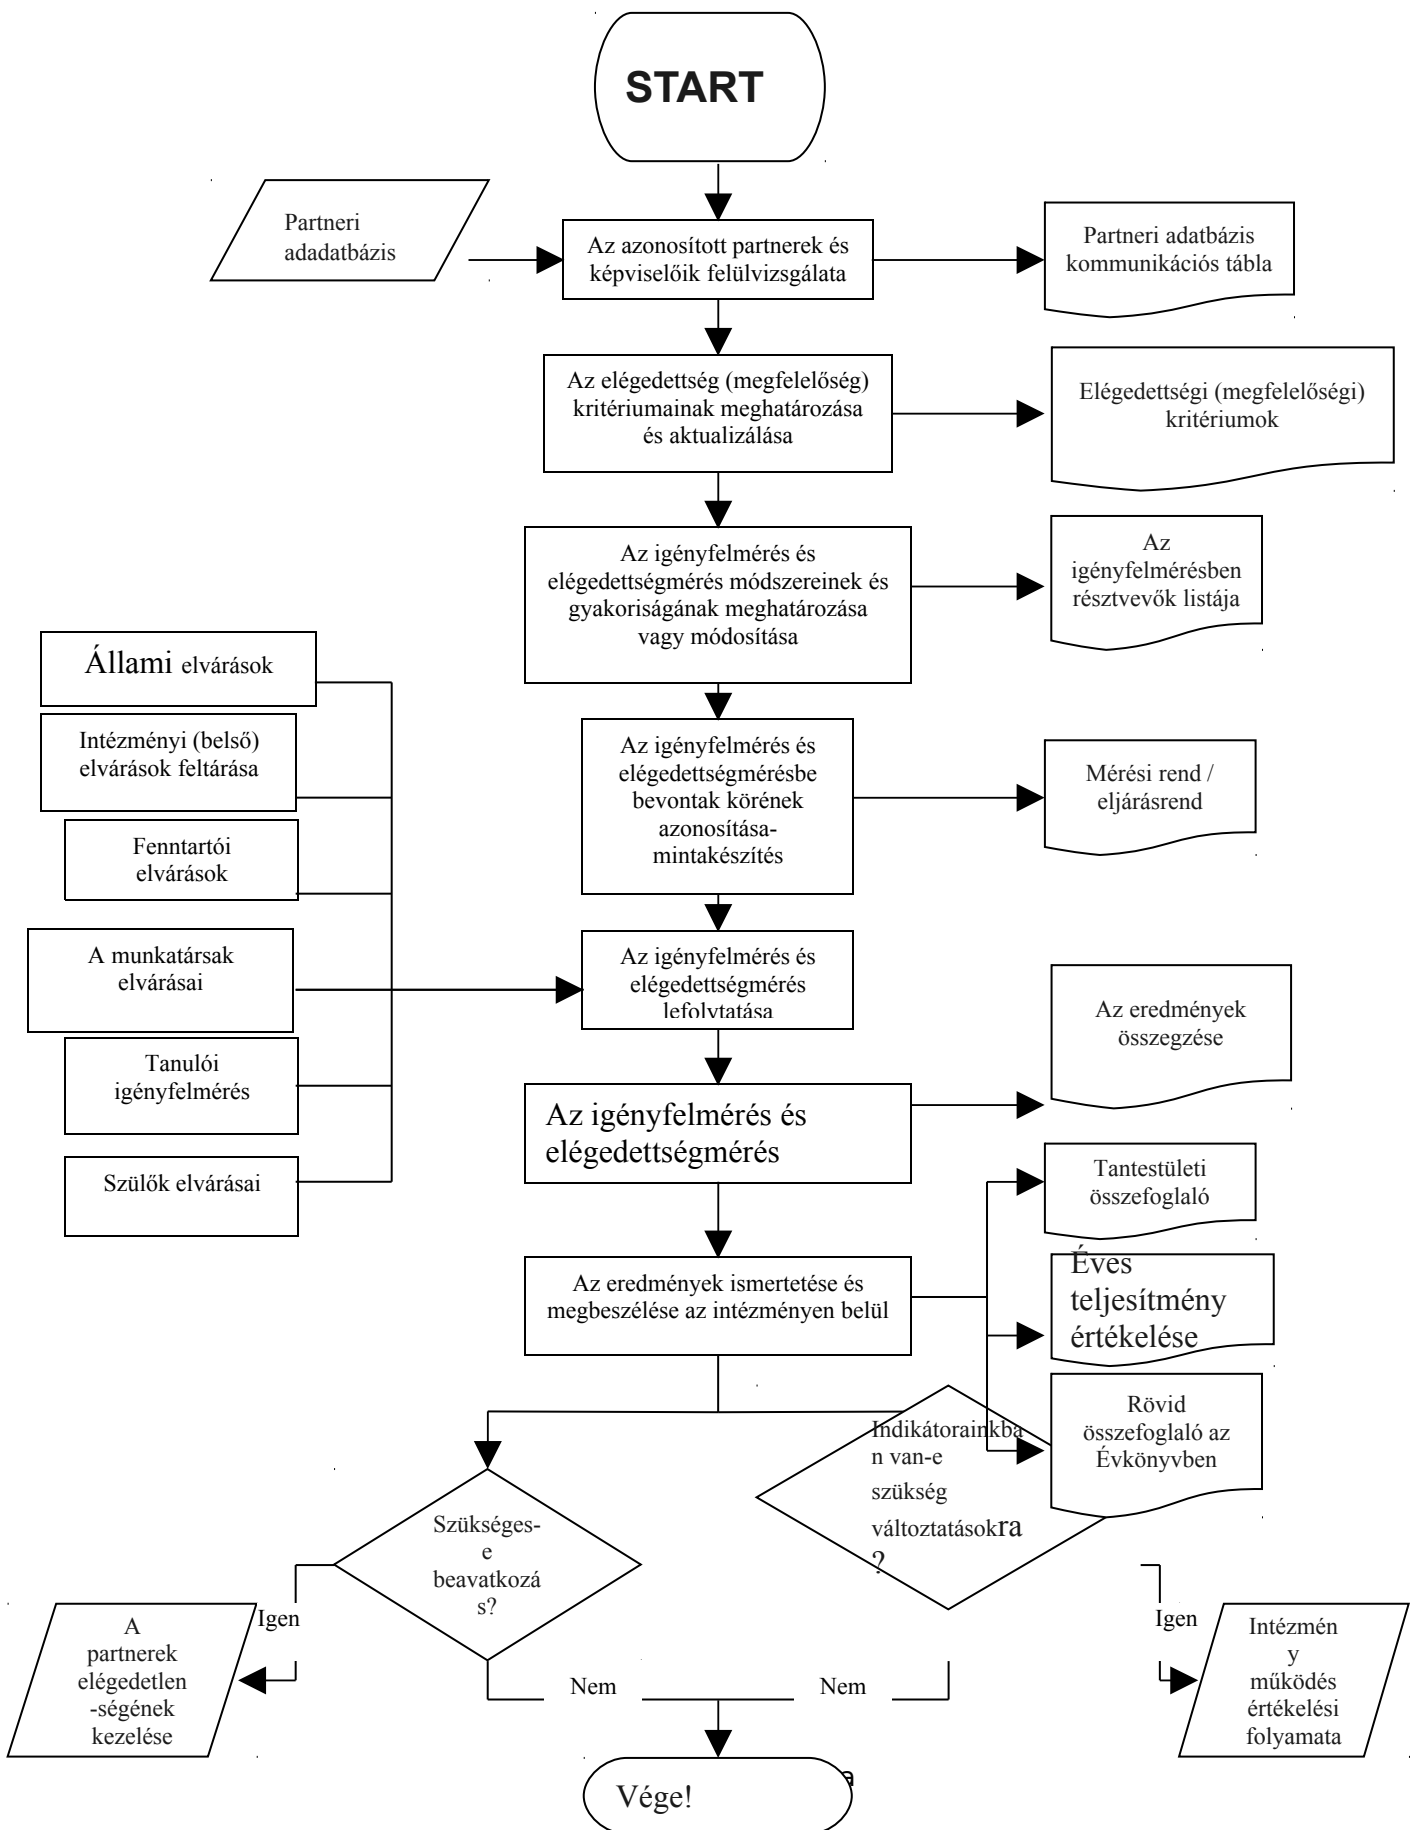 START
Partneri
adadatbázis
Az azonosított partnerek és
képviselőik felülvizsgálata
Partneri adatbázis
kommunikációs tábla
Az elégedettség (megfelelőség)
kritériumainak meghatározása
és aktualizálása
Elégedettségi (megfelelőségi)
kritériumok
Az igényfelmérés és
elégedettségmérés módszereinek és
gyakoriságának meghatározása
vagy módosítása
Az
igényfelmérésben
résztvevők listája
Állami elvárások
Intézményi (belső)
elvárások feltárása
Fenntartói
elvárások
A munkatársak
elvárásai
Tanulói
igényfelmérés
Szülők elvárásai
Az igényfelmérés és
elégedettségmérésbe
bevontak körének
azonosítása-
mintakészítés
Mérési rend /
eljárásrend
Az igényfelmérés és
elégedettségmérés
lefolytatása
Az eredmények
összegzése
Az igényfelmérés és
elégedettségmérés
Tantestületi
összefoglaló
Az eredmények ismertetése és
megbeszélése az intézményen belül
Éves
teljesítmény
értékelése
Rövid
összefoglaló az
Évkönyvben
Indikátorainkba
n van-e
szükség
változtatásokra
?
Szükséges-
e
beavatkozá
s?
Igen
A
partnerek
elégedetlen
-ségének
kezelése
Igen
Intézmén
y
működés
értékelési
folyamata
Nem
Nem
Vége!